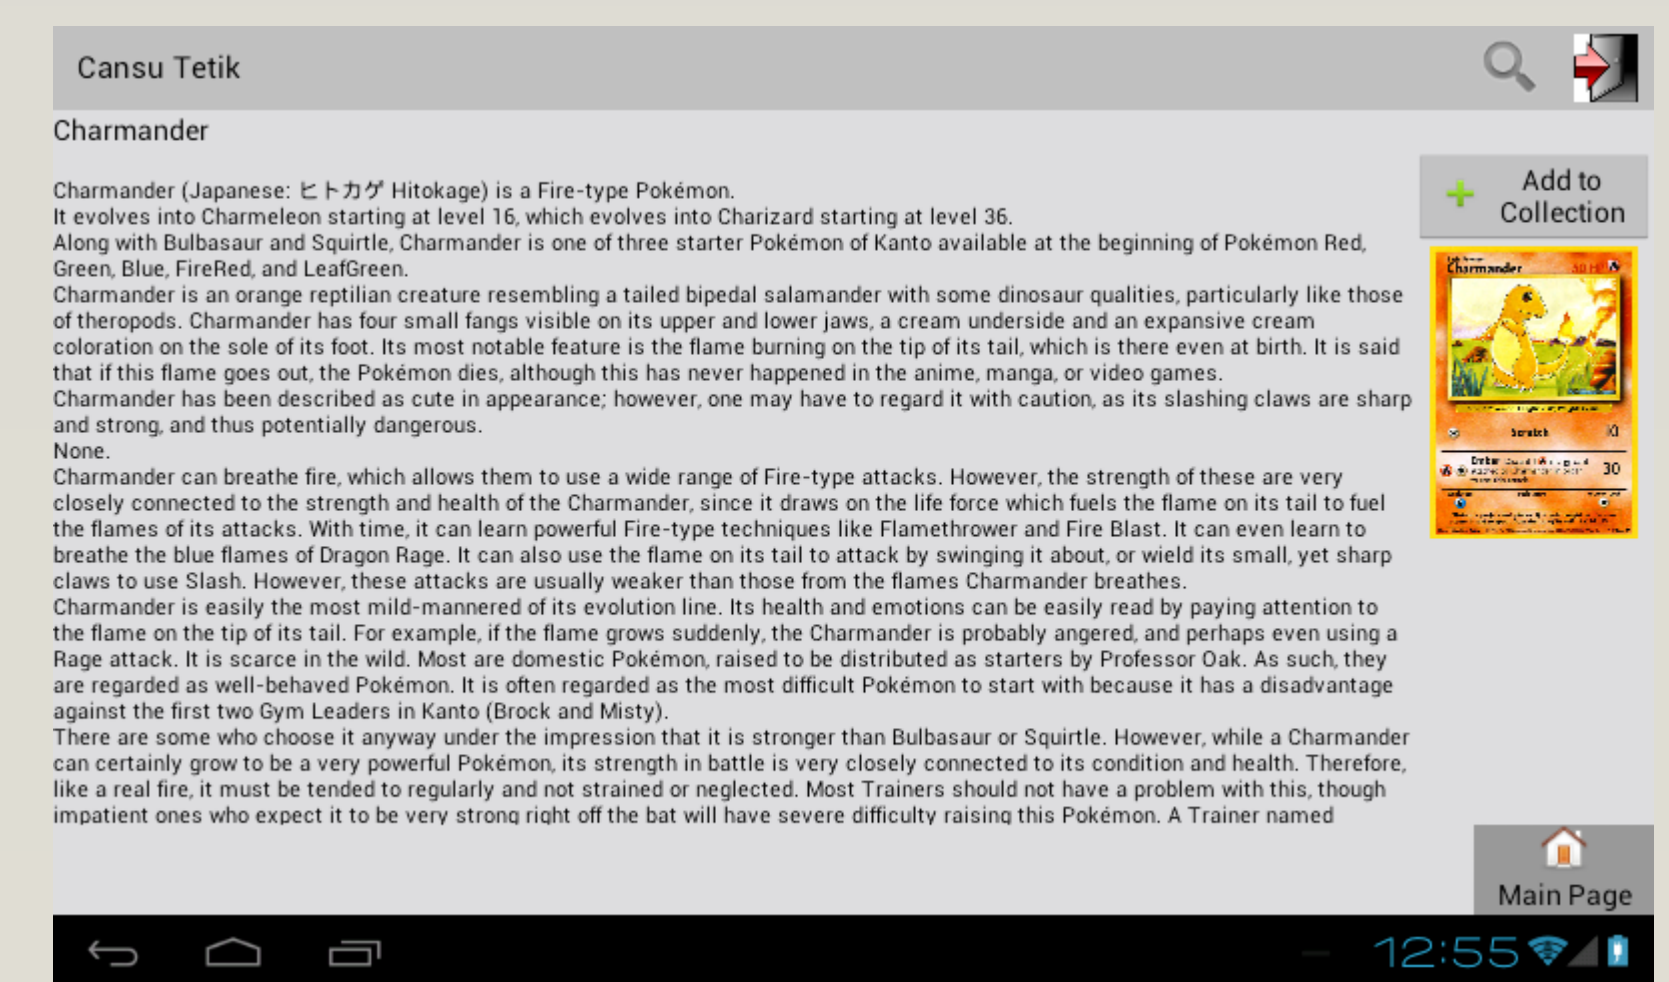 Cansu Tetik
Charmander
Add to
Collection
Charmander (Japanese: ヒトカゲ Hitokage) is a Fire-type Pokémon.
It evolves into Charmeleon starting at level 16, which evolves into Charizard starting at level 36.
Along with Bulbasaur and Squirtle, Charmander is one of three starter Pokémon of Kanto available at the beginning of Pokémon Red,
Green, Blue, FireRed, and LeafGreen.
Charmander is an orange reptilian creature resembling a tailed bipedal salamander with some dinosaur qualities, particularly like those
of theropods. Charmander has four small fangs visible on its upper and lower jaws, a cream underside and an expansive cream
coloration on the sole of its foot. Its most notable feature is the flame burning on the tip of its tail, which is there even at birth. It is said
that if this flame goes out, the Pokémon dies, although this has never happened in the anime, manga, or video games.
Charmander has been described as cute in appearance; however, one may have to regard it with caution, as its slashing claws are sharp
and strong, and thus potentially dangerous.
None.
Charmander can breathe fire, which allows them to use a wide range of Fire-type attacks. However, the strength of these are very
closely connected to the strength and health of the Charmander, since it draws on the life force which fuels the flame on its tail to fuel
the flames of its attacks. With time, it can learn powerful Fire-type techniques like Flamethrower and Fire Blast. It can even learn to
breathe the blue flames of Dragon Rage. It can also use the flame on its tail to attack by swinging it about, or wield its small, yet sharp
claws to use Slash. However, these attacks are usually weaker than those from the flames Charmander breathes.
Charmander is easily the most mild-mannered of its evolution line. Its health and emotions can be easily read by paying attention to
the flame on the tip of its tail. For example, if the flame grows suddenly, the Charmander is probably angered, and perhaps even using a
Rage attack. It is scarce in the wild. Most are domestic Pokémon, raised to be distributed as starters by Professor Oak. As such, they
are regarded as well-behaved Pokémon. It is often regarded as the most difficult Pokémon to start with because it has a disadvantage
against the first two Gym Leaders in Kanto (Brock and Misty).
There are some who choose it anyway under the impression that it is stronger than Bulbasaur or Squirtle. However, while a Charmander
can certainly grow to be a very powerful Pokémon, its strength in battle is very closely connected to its condition and health. Therefore,
like a real fire, it must be tended to regularly and not strained or neglected. Most Trainers should not have a problem with this, though
impatient ones who expect it to be very strong right off the bat will have severe difficulty raising this Pokémon. A Trainer named
Charmander 50 HP
Scratch 10
Ember 30
Main Page
12:55